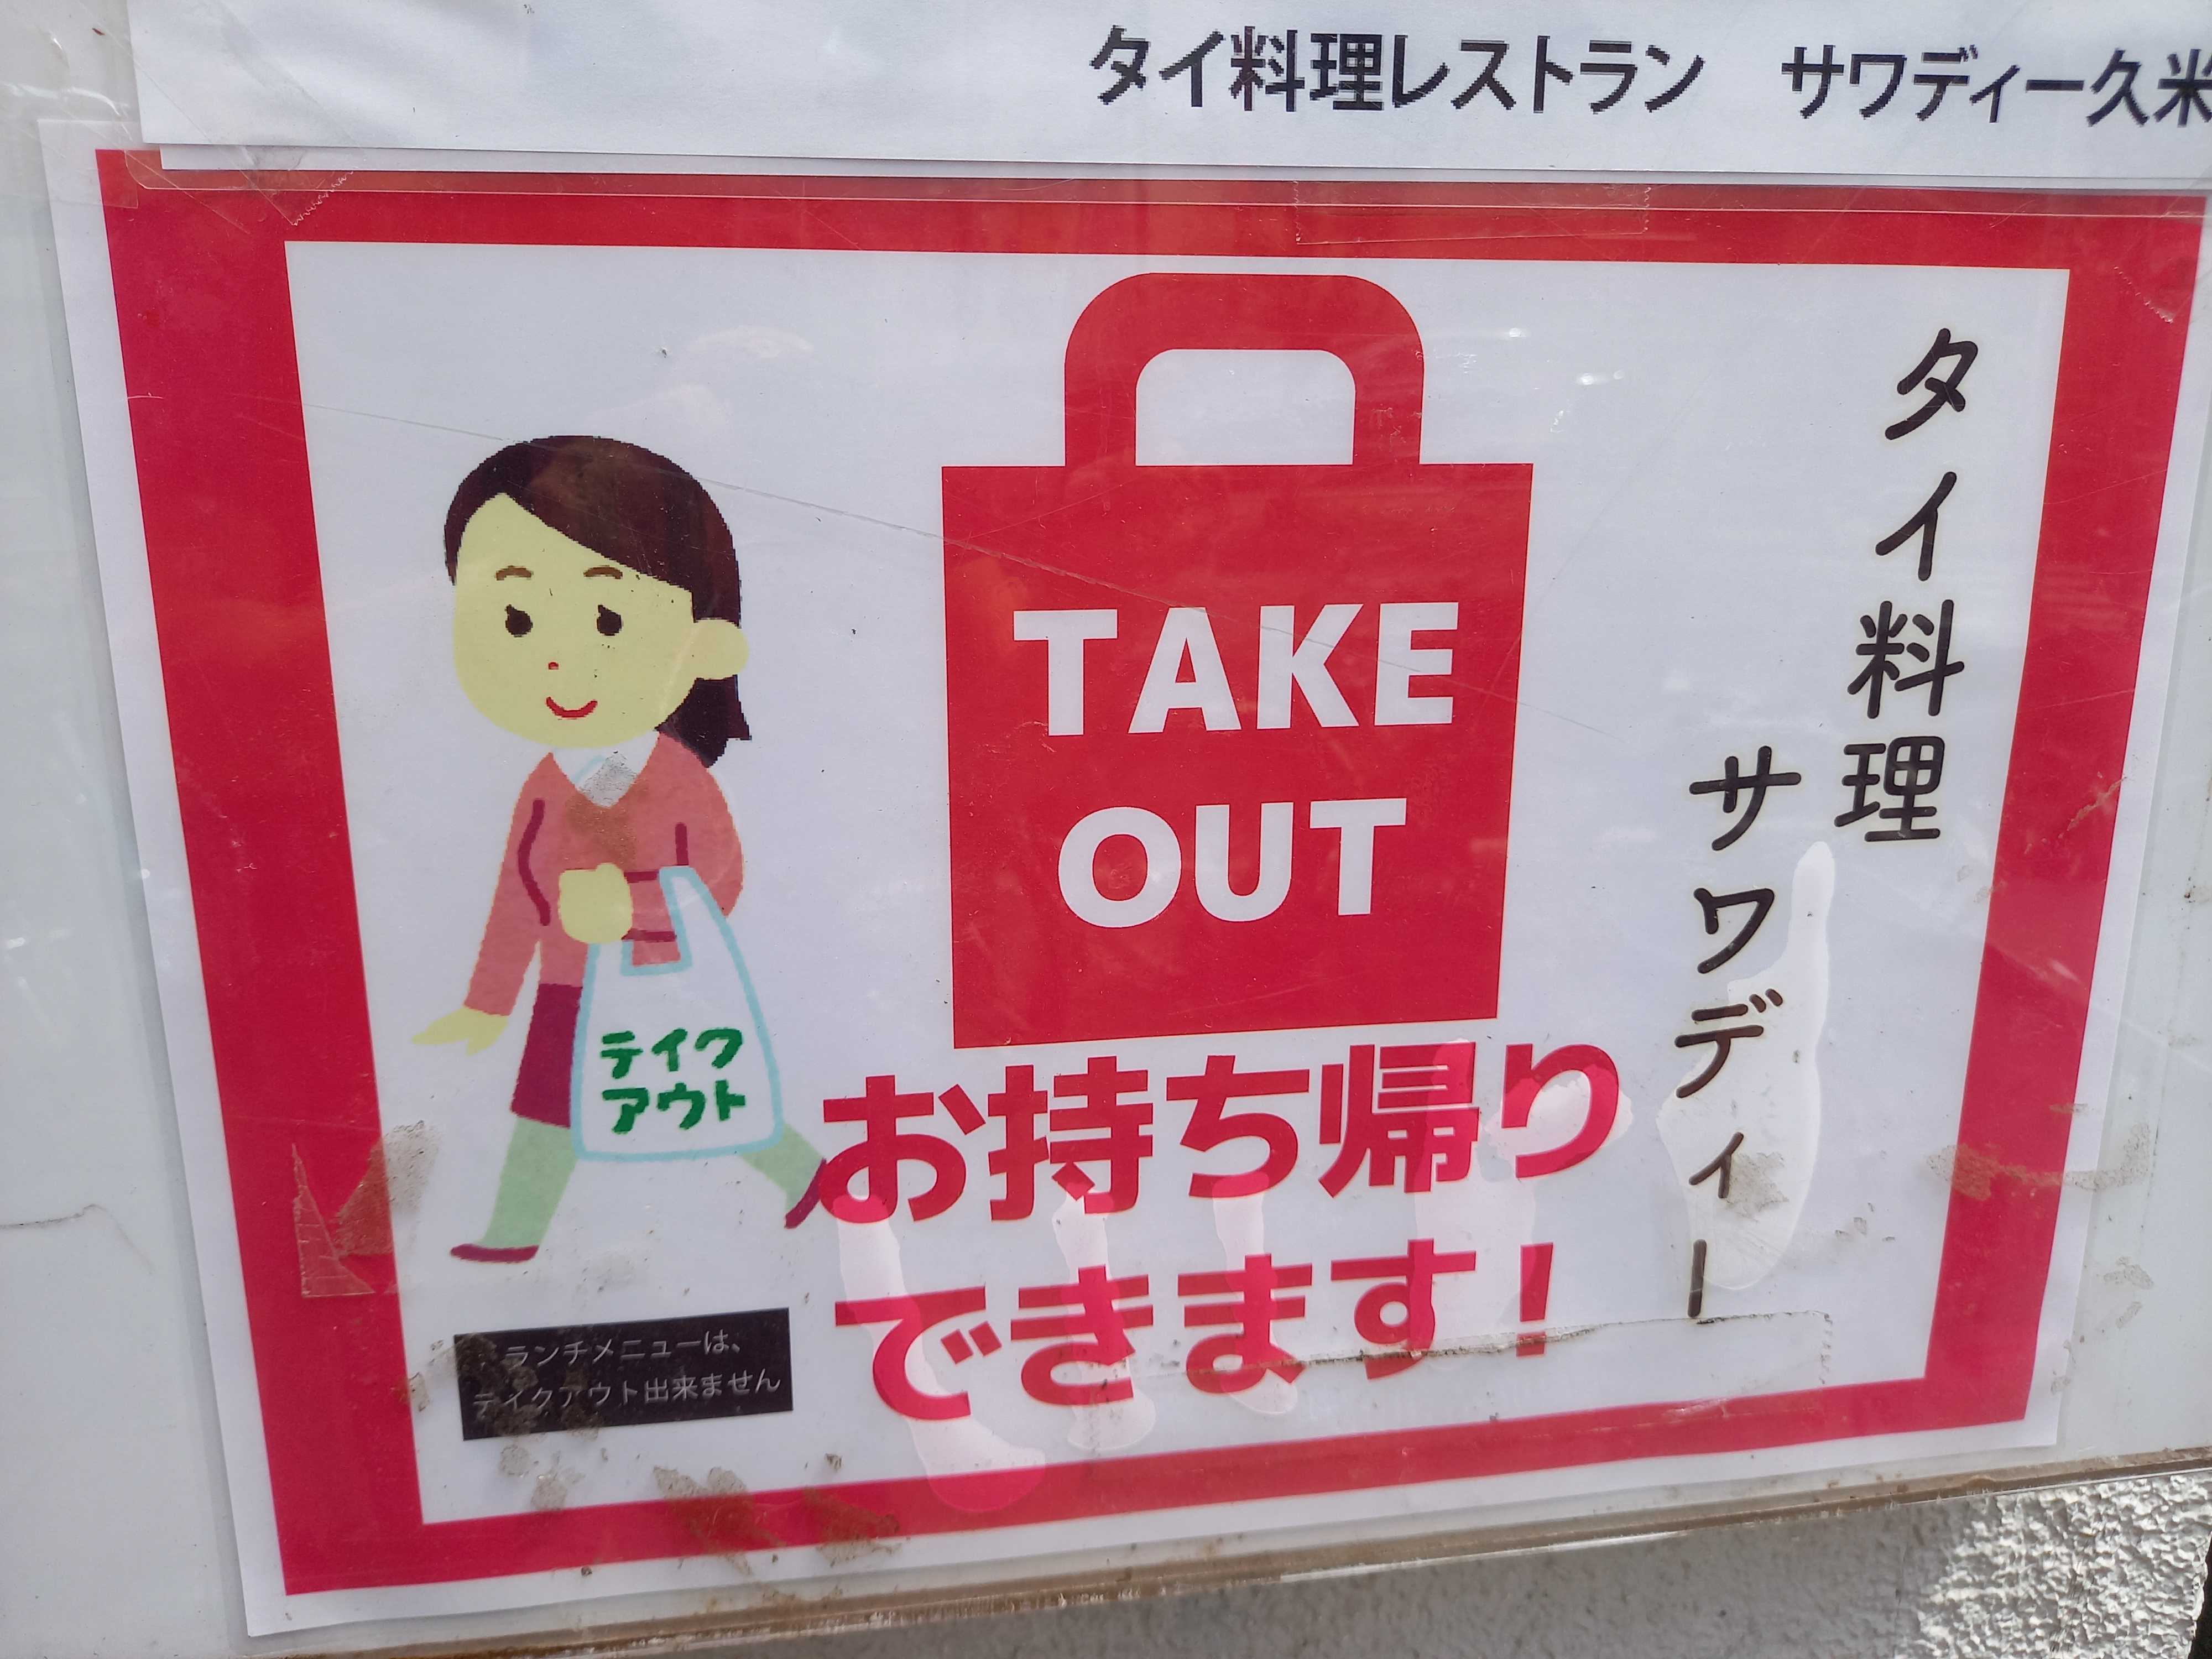 タイ料理レストラン　サワディー久米
TAKE
OUT
タイ料理
サワディー
テイク
アウト
お持ち帰り
できます！
ランチメニューは、
テイクアウト出来ません